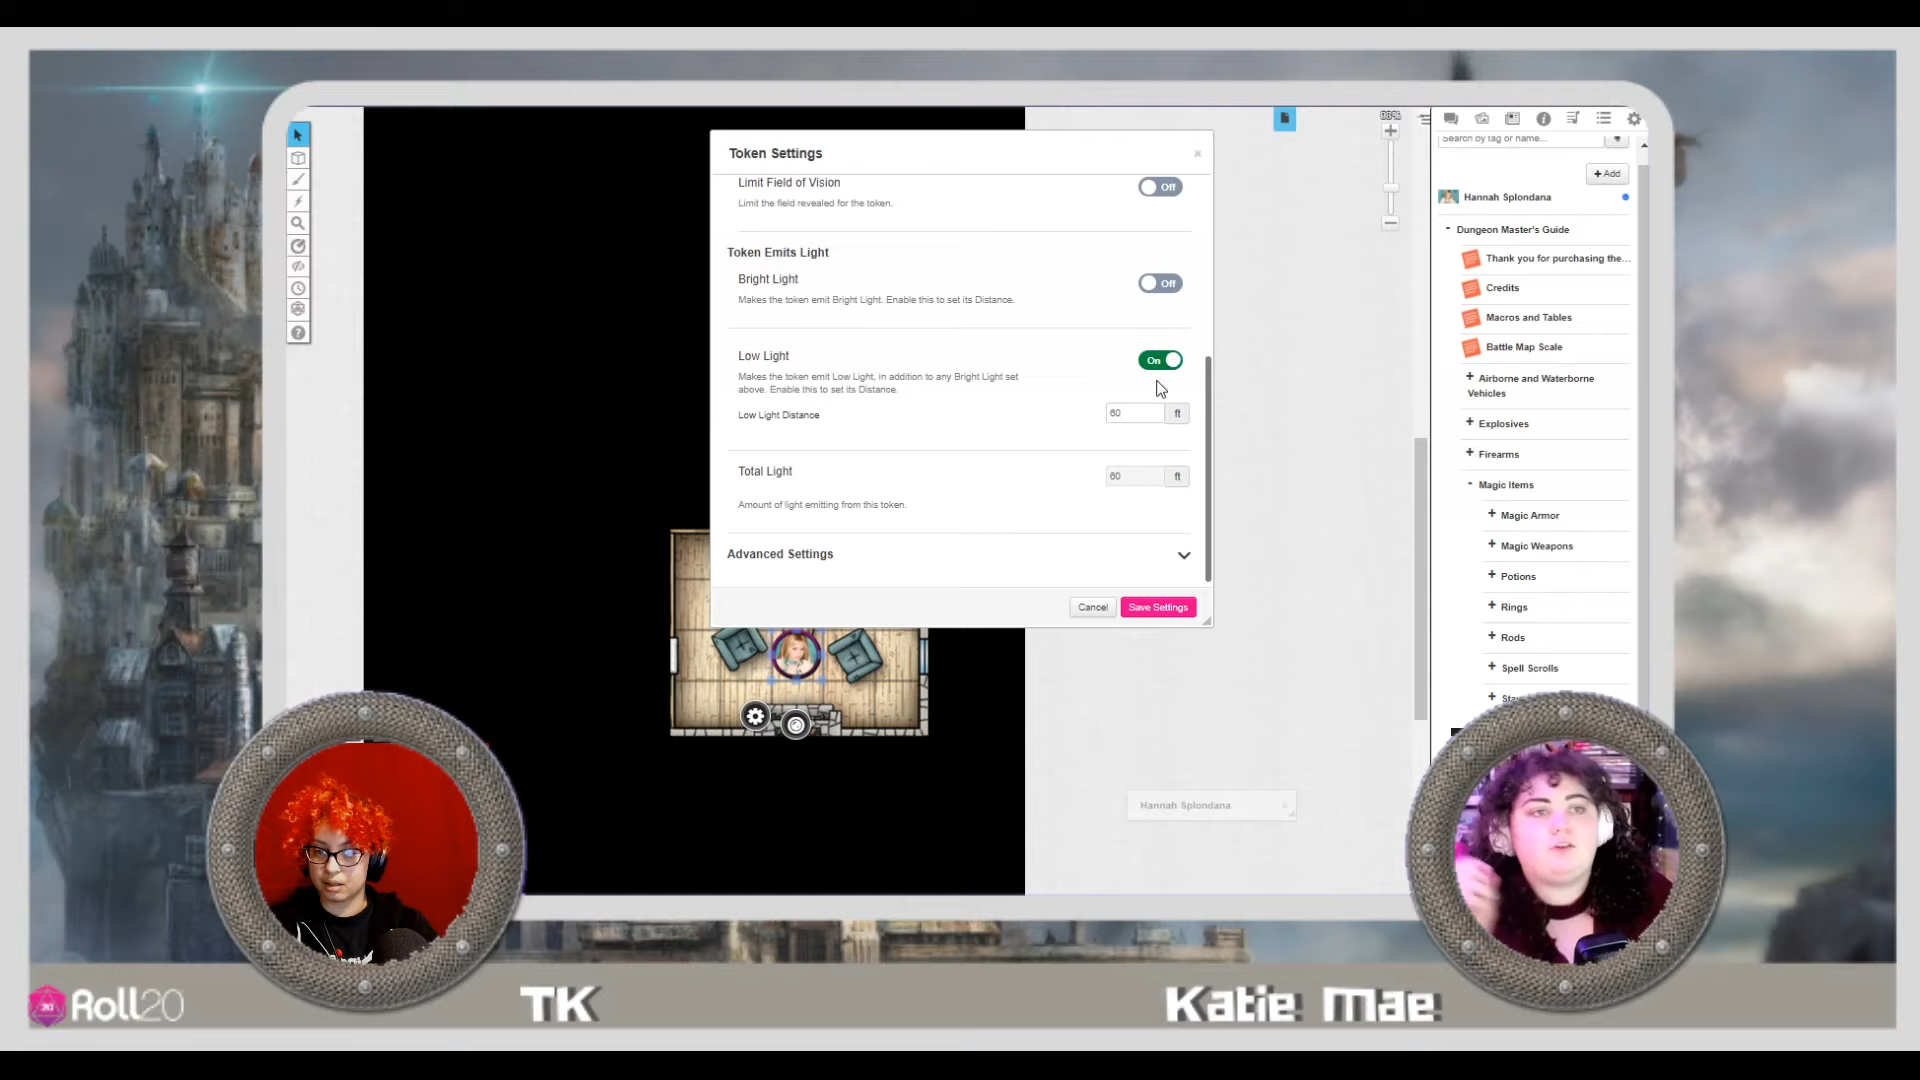 Token Settings
Limit Field of Vision
Off
Limit the field revealed for the token.
Token Emits Light
Bright Light
Off
Makes the token emit Bright Light. Enable this to set its Distance.
Low Light
On
Makes the token emit Low Light, in addition to any Bright Light set
above. Enable this to set its Distance.
Low Light Distance
60
ft
Total Light
60
ft
Amount of light emitting from this token.
Advanced Settings
Cancel
Save Settings
Search by tag or name...
+ Add
Hannah Splondana
- Dungeon Master's Guide
Thank you for purchasing the...
Credits
Macros and Tables
Battle Map Scale
+ Airborne and Waterborne
Vehicles
+ Explosives
+ Firearms
- Magic Items
+ Magic Armor
+ Magic Weapons
+ Potions
+ Rings
+ Rods
+ Spell Scrolls
Hannah Splondana
Roll20
TK
Katie Mae